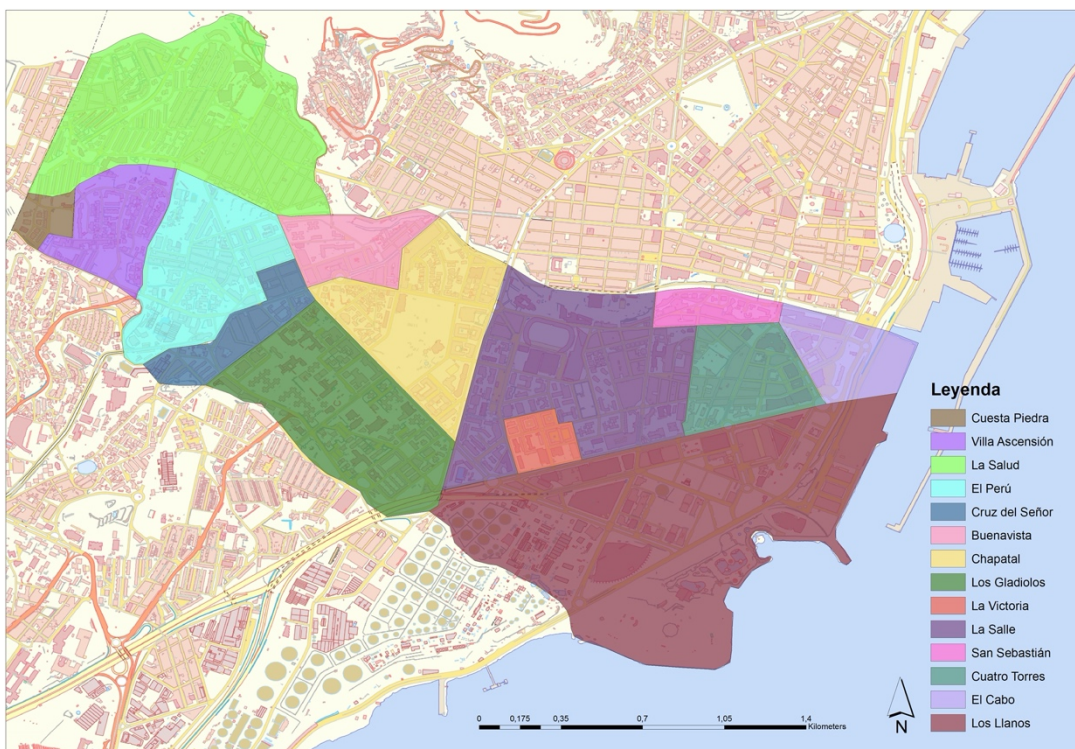 Leyenda
Cuesta Piedra
Villa Ascensión
La Salud
El Perú
Cruz del Señor
Buenavista
Chapatal
Los Gladiolos
La Victoria
La Salle
San Sebastián
Cuatro Torres
El Cabo
Los Llanos
0 0,175 0,35 0,7 1,05 1,4
Kilometers
N